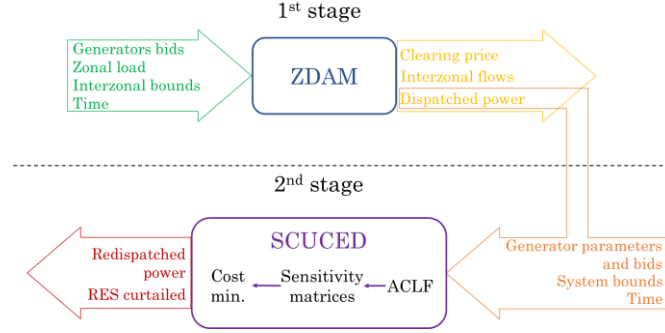 1st stage
Generators bids
Zonal load
Interzonal bounds
Time
ZDAM
Clearing price
Interzonal flows
Dispatched power
2nd stage
SCUCED
Cost min.
Sensitivity matrices
ACLF
Redispatched
power
RES curtailed
Generator parameters
and bids
System bounds
Time